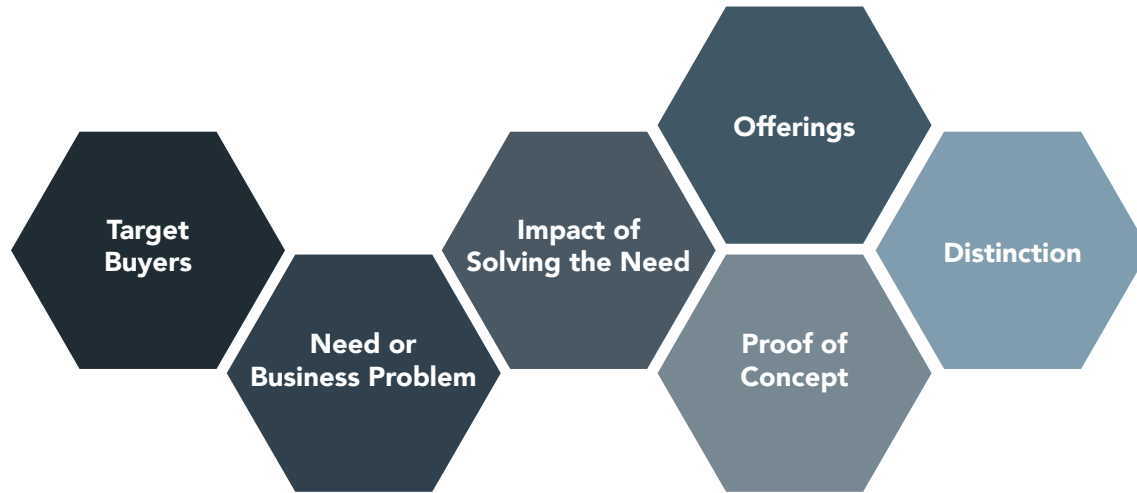 Target
Buyers
Need or
Business Problem
Impact of
Solving the Need
Offerings
Proof of
Concept
Distinction